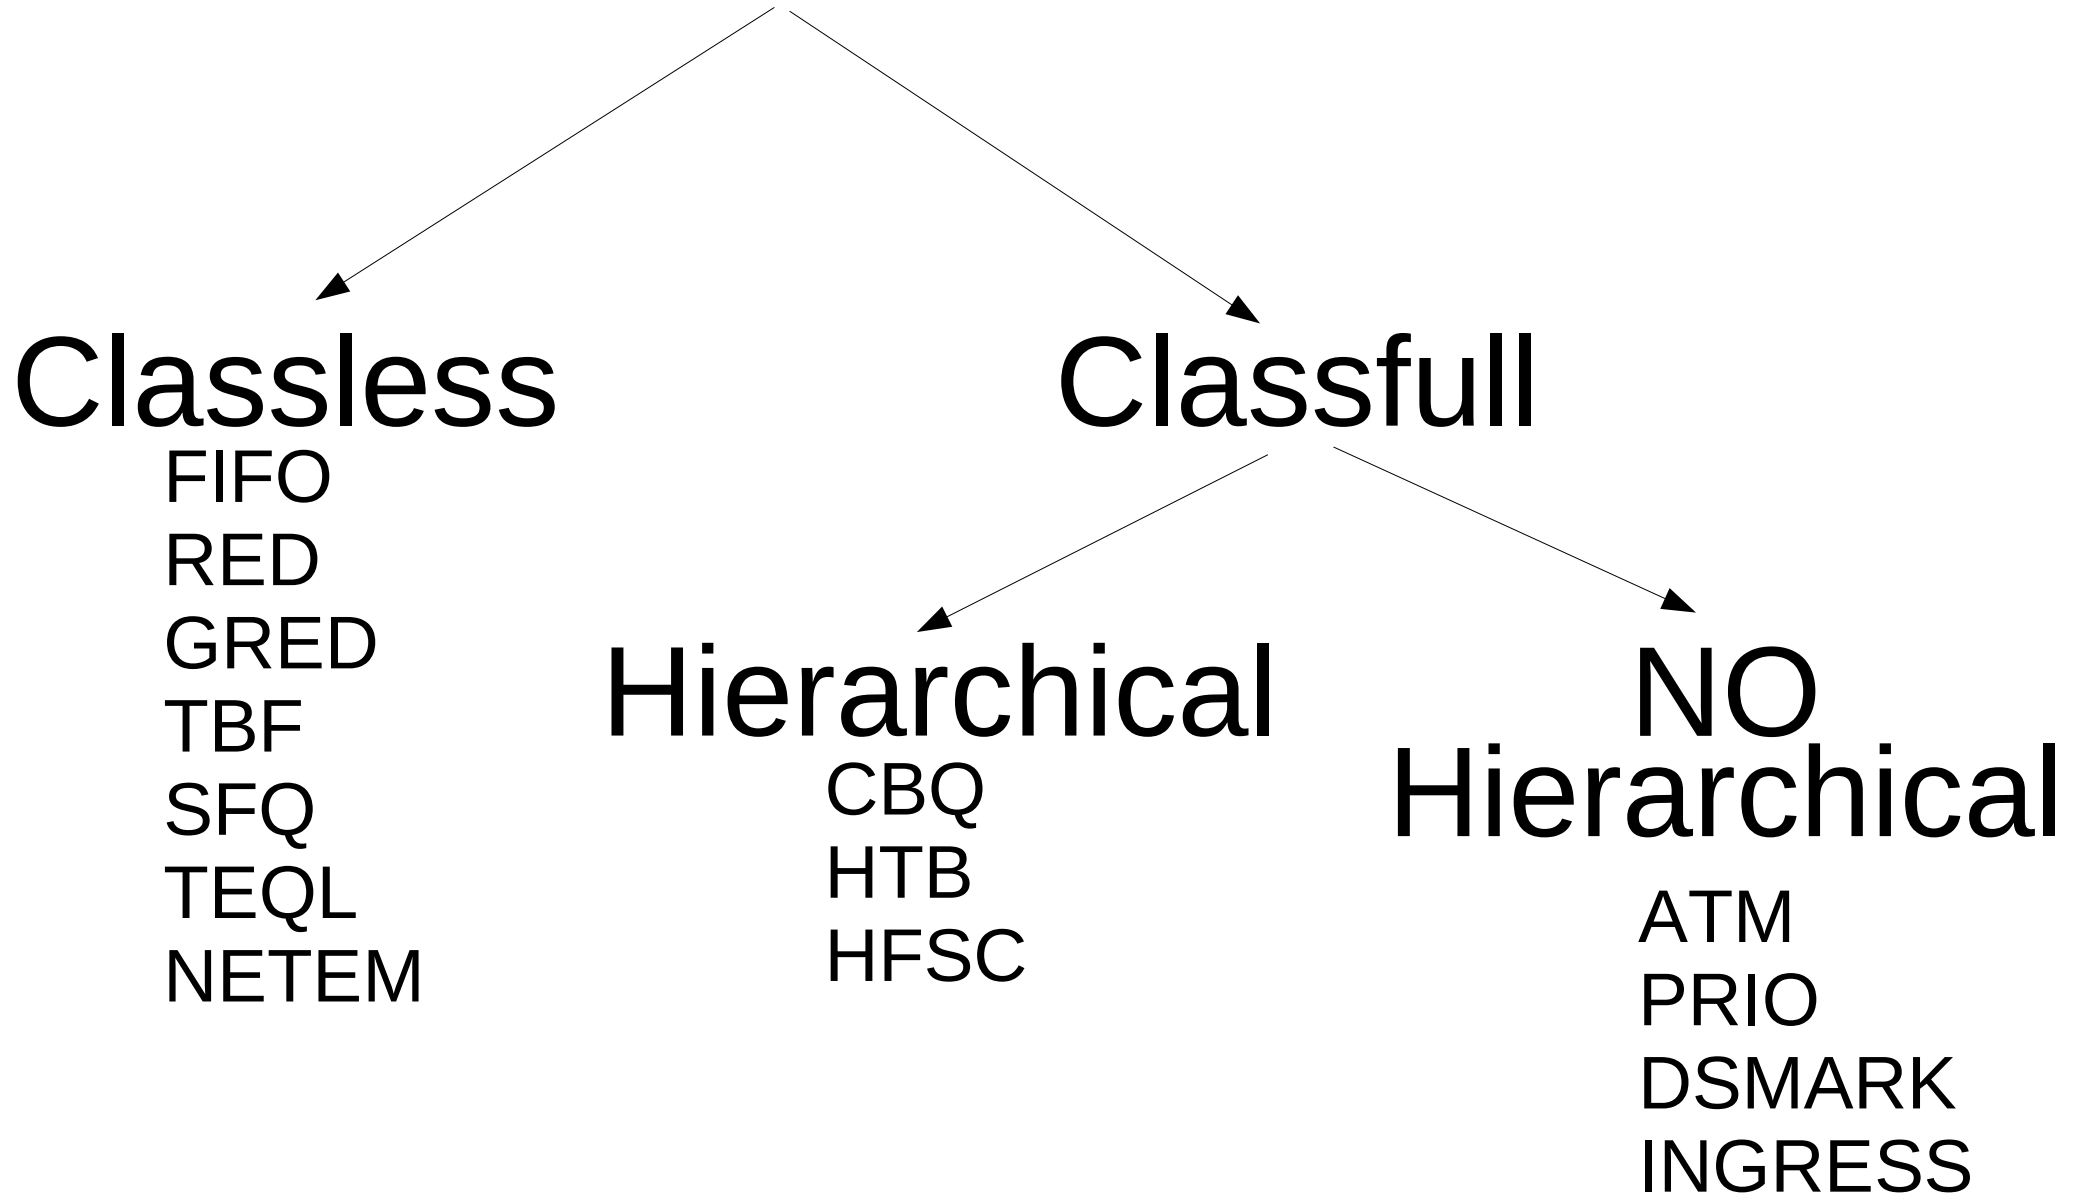 Classless
FIFO
RED
GRED
TBF
SFQ
TEQL
NETEM
Classfull
Hierarchical
CBQ
HTB
HFSC
NO
Hierarchical
ATM
PRIO
DSMARK
INGRESS